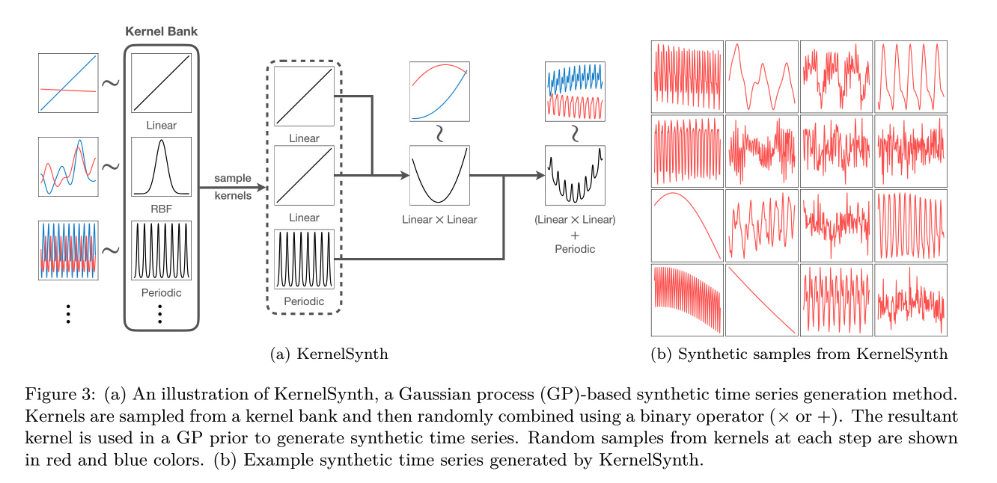 Kernel Bank
Linear
RBF
Periodic
sample
kernels
Linear
Linear
Periodic
Linear × Linear
(Linear × Linear)
+
Periodic
(a) KernelSynth
(b) Synthetic samples from KernelSynth
Figure 3: (a) An illustration of KernelSynth, a Gaussian process (GP)-based synthetic time series generation method.
Kernels are sampled from a kernel bank and then randomly combined using a binary operator (× or +). The resultant
kernel is used in a GP prior to generate synthetic time series. Random samples from kernels at each step are shown
in red and blue colors. (b) Example synthetic time series generated by KernelSynth.